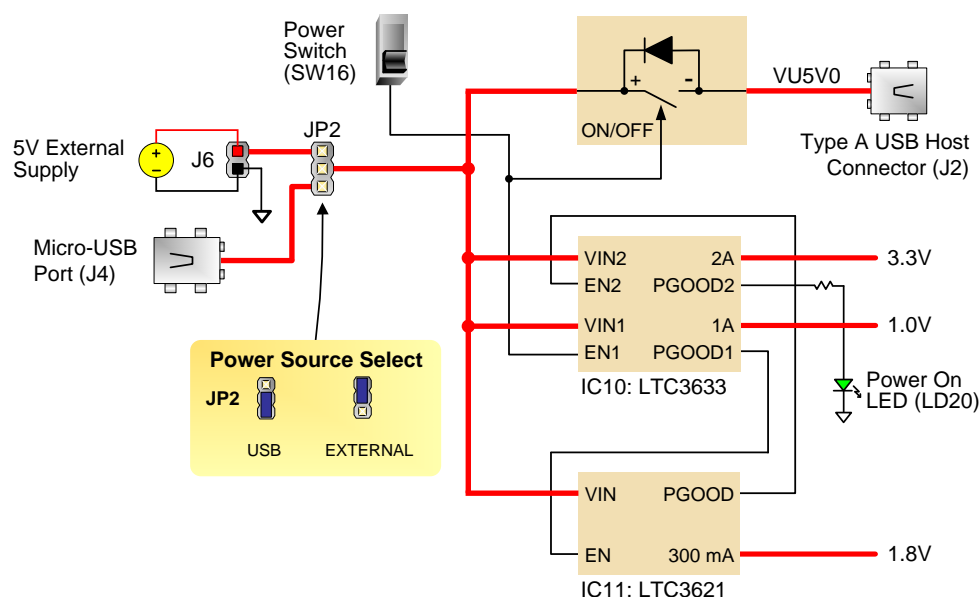 Power
Switch
(SW16)
+
-
ON/OFF
VU5V0
Type A USB Host
Connector (J2)
5V External
Supply
+
-
J6
JP2
Micro-USB
Port (J4)
VIN2
EN2
VIN1
EN1
2A
PGOOD2
1A
PGOOD1
3.3V
1.0V
IC10: LTC3633
Power On
LED (LD20)
Power Source Select
JP2
USB
EXTERNAL
VIN
PGOOD
EN
300 mA
1.8V
IC11: LTC3621